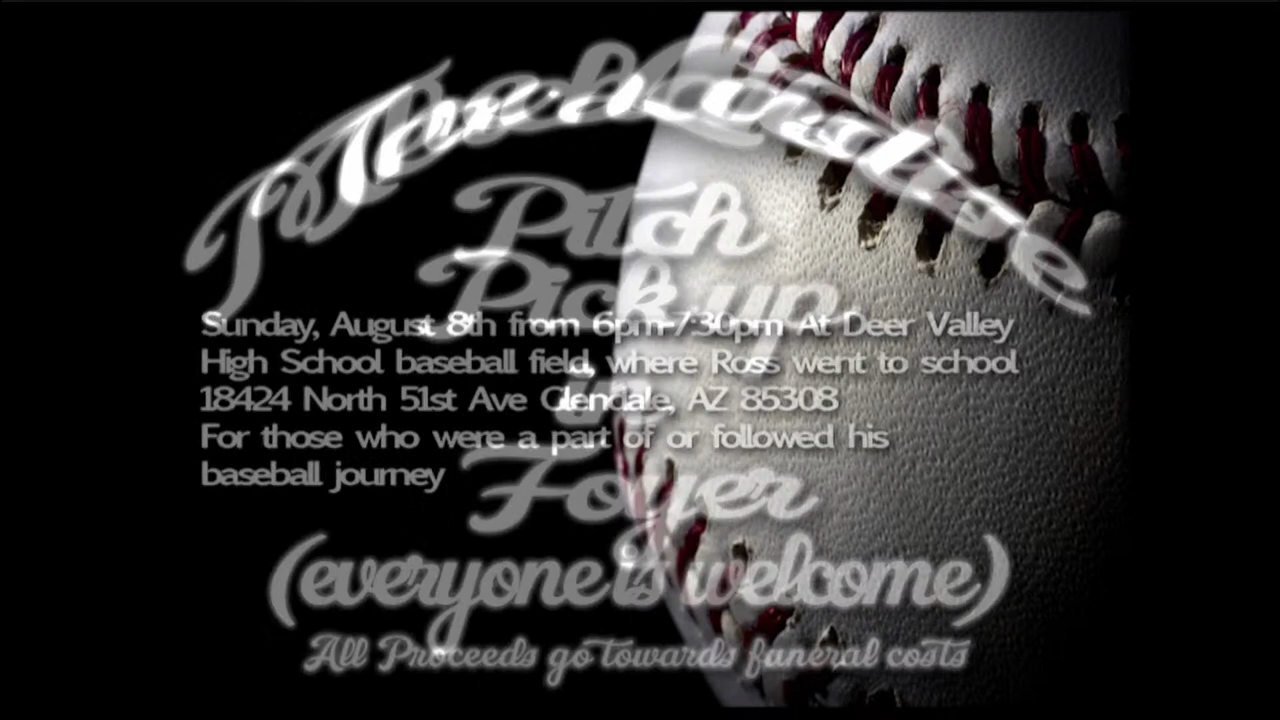 Pitch
Pick up
Sunday, August 8th from 6pm-7:30pm At Deer Valley
High School baseball field, where Ross went to school
18424 North 51st Ave Glendale, AZ 85308
For those who were a part of or followed his
baseball journey
Foyer
(everyone is welcome)
All Proceeds go towards funeral costs